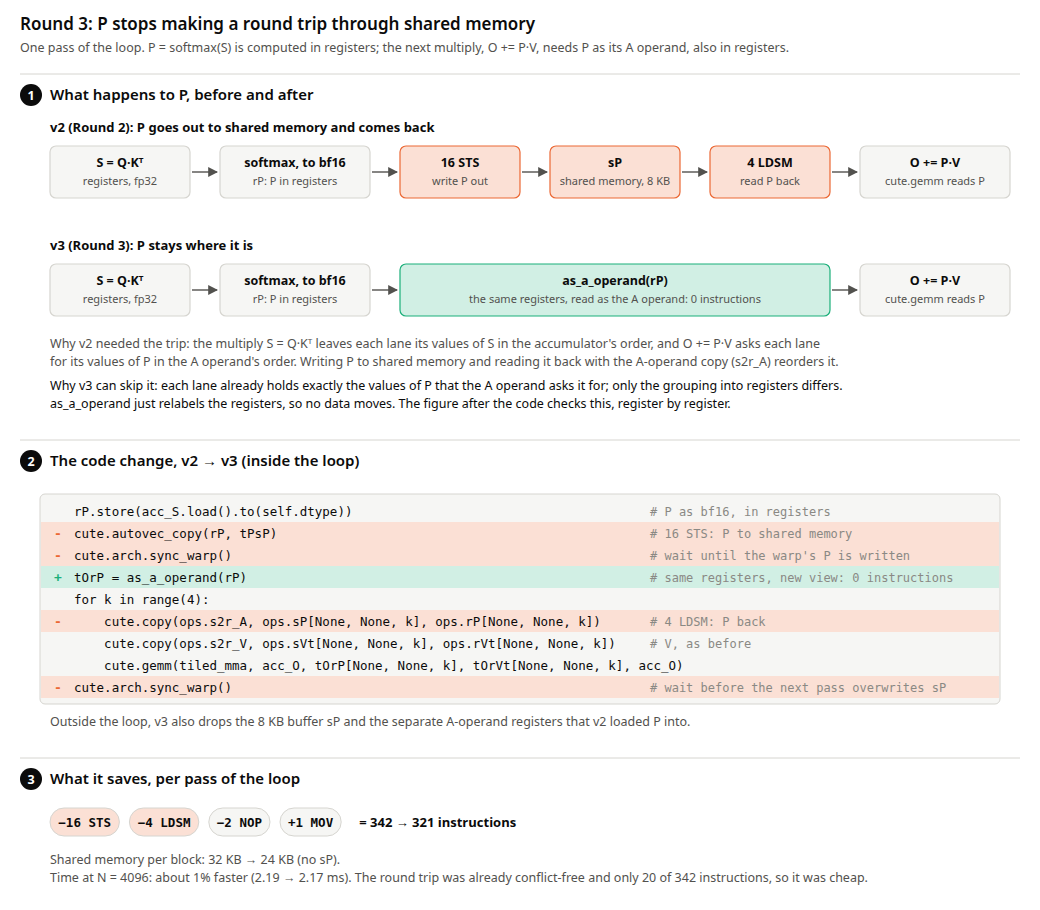 Round 3: P stops making a round trip through shared memory
One pass of the loop. P = softmax(S) is computed in registers; the next multiply, O += P·V, needs P as its A operand, also in registers.
1 What happens to P, before and after
v2 (Round 2): P goes out to shared memory and comes back
S = Q·Kᵀ
registers, fp32
softmax, to bf16
rP: P in registers
16 STS
write P out
sP
shared memory, 8 KB
4 LDSM
read P back
O += P·V
cute.gemm reads P
v3 (Round 3): P stays where it is
S = Q·Kᵀ
registers, fp32
softmax, to bf16
rP: P in registers
as_a_operand(rP)
the same registers, read as the A operand: 0 instructions
O += P·V
cute.gemm reads P
Why v2 needed the trip: the multiply S = Q·Kᵀ leaves each lane its values of S in the accumulator's order, and O += P·V asks each lane
for its values of P in the A operand's order. Writing P to shared memory and reading it back with the A-operand copy (s2r_A) reorders it.
Why v3 can skip it: each lane already holds exactly the values of P that the A operand asks it for; only the grouping into registers differs.
as_a_operand just relabels the registers, so no data moves. The figure after the code checks this, register by register.
2 The code change, v2 → v3 (inside the loop)
rP.store(acc_S.load().to(self.dtype)) # P as bf16, in registers
- cute.autovec_copy(rP, tPsP) # 16 STS: P to shared memory
- cute.arch.sync_warp() # wait until the warp's P is written
+ tOrP = as_a_operand(rP) # same registers, new view: 0 instructions
for k in range(4):
- cute.copy(ops.s2r_A, ops.sP[None, None, k], ops.rP[None, None, k]) # 4 LDSM: P back
cute.copy(ops.s2r_V, ops.sVt[None, None, k], ops.rVt[None, None, k]) # V, as before
cute.gemm(tiled_mma, acc_O, tOrP[None, None, k], tOrVt[None, None, k], acc_O)
- cute.arch.sync_warp() # wait before the next pass overwrites sP
Outside the loop, v3 also drops the 8 KB buffer sP and the separate A-operand registers that v2 loaded P into.
3 What it saves, per pass of the loop
−16 STS −4 LDSM −2 NOP +1 MOV = 342 → 321 instructions
Shared memory per block: 32 KB → 24 KB (no sP).
Time at N = 4096: about 1% faster (2.19 → 2.17 ms). The round trip was already conflict-free and only 20 of 342 instructions, so it was cheap.